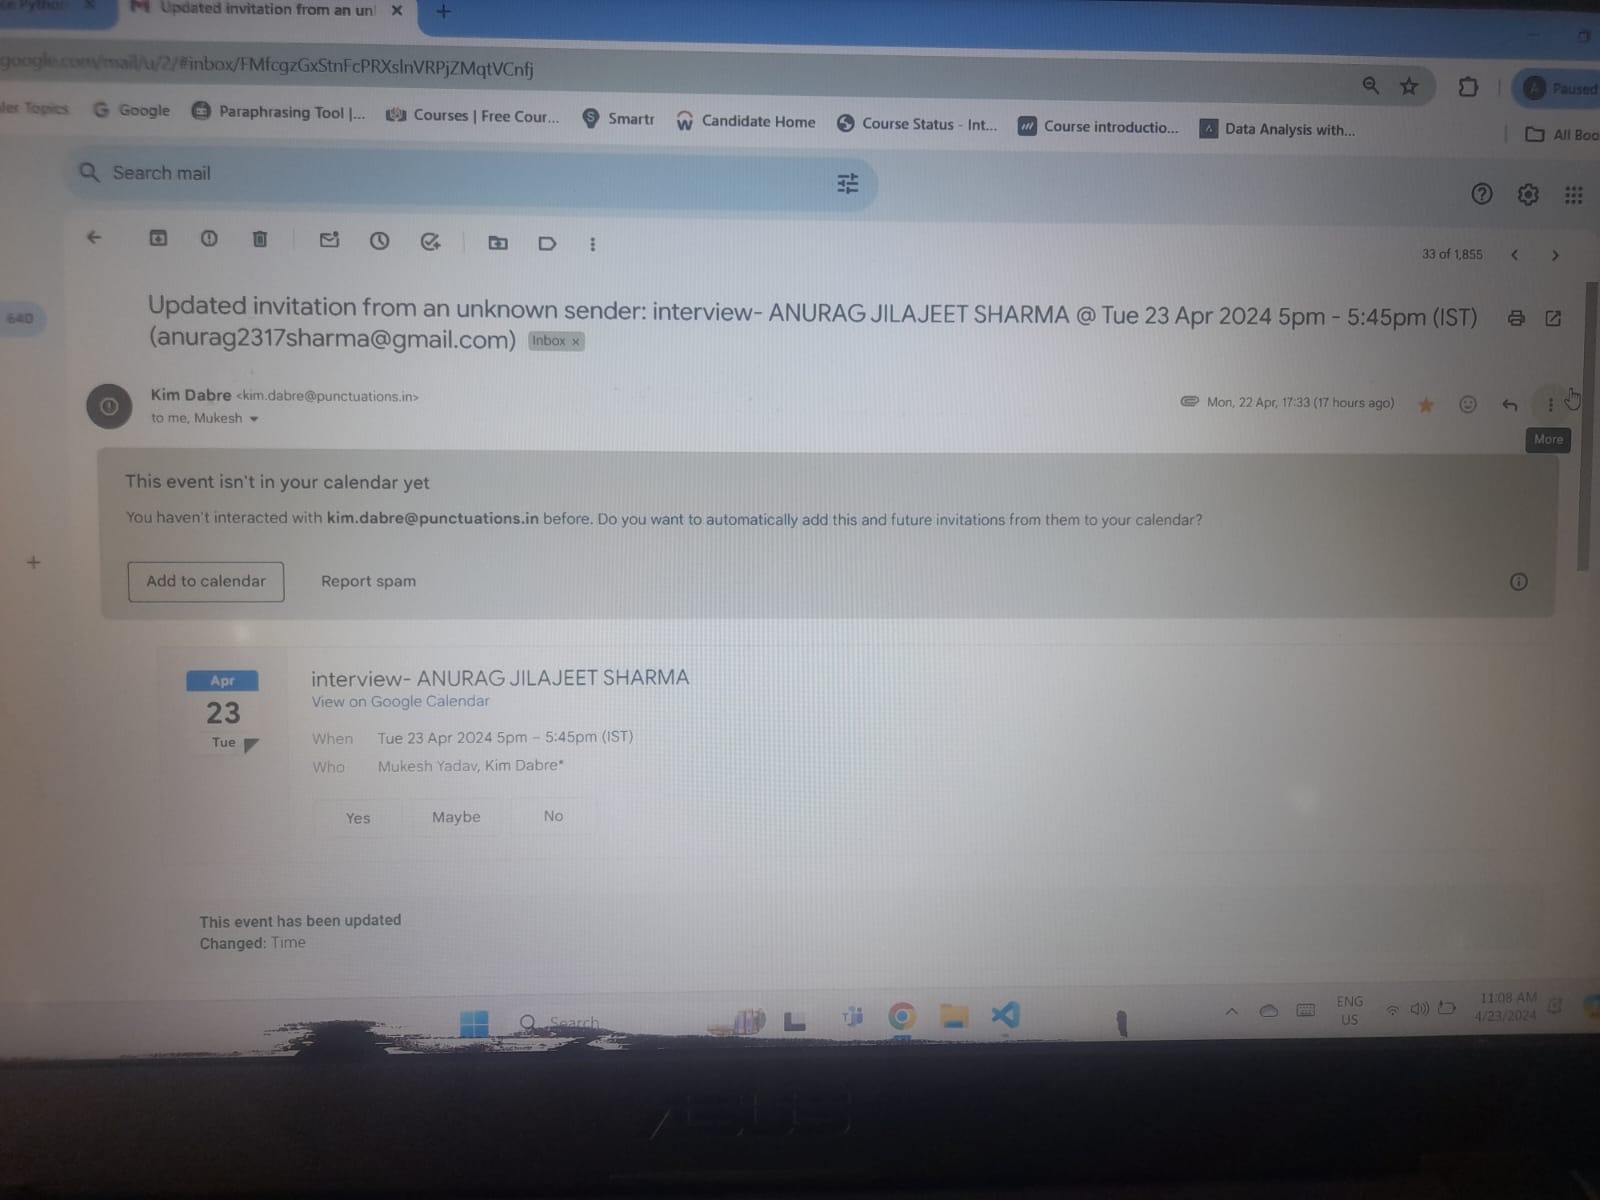 Updated invitation from an un
google.com/mail/u/2/#inbox/FMfcgzGxStnFcPRXslnVRPjZMqtVCnfj
Paused
Topics Google Paraphrasing Tool |... Courses | Free Cour... Smartr Candidate Home Course Status - Int... Course introductio... Data Analysis with... All Boo
Search mail
33 of 1,855
640
Updated invitation from an unknown sender: interview- ANURAG JILAJEET SHARMA @ Tue 23 Apr 2024 5pm - 5:45pm (IST)
(anurag2317sharma@gmail.com) Inbox x
Kim Dabre <kim.dabre@punctuations.in> Mon, 22 Apr, 17:33 (17 hours ago)
to me, Mukesh
More
This event isn't in your calendar yet
You haven't interacted with kim.dabre@punctuations.in before. Do you want to automatically add this and future invitations from them to your calendar?
Add to calendar Report spam
Apr
23
Tue
interview- ANURAG JILAJEET SHARMA
View on Google Calendar
When Tue 23 Apr 2024 5pm – 5:45pm (IST)
Who Mukesh Yadav, Kim Dabre*
Yes Maybe No
This event has been updated
Changed: Time
Search
ENG
US
11:08 AM
4/23/2024
ASUS